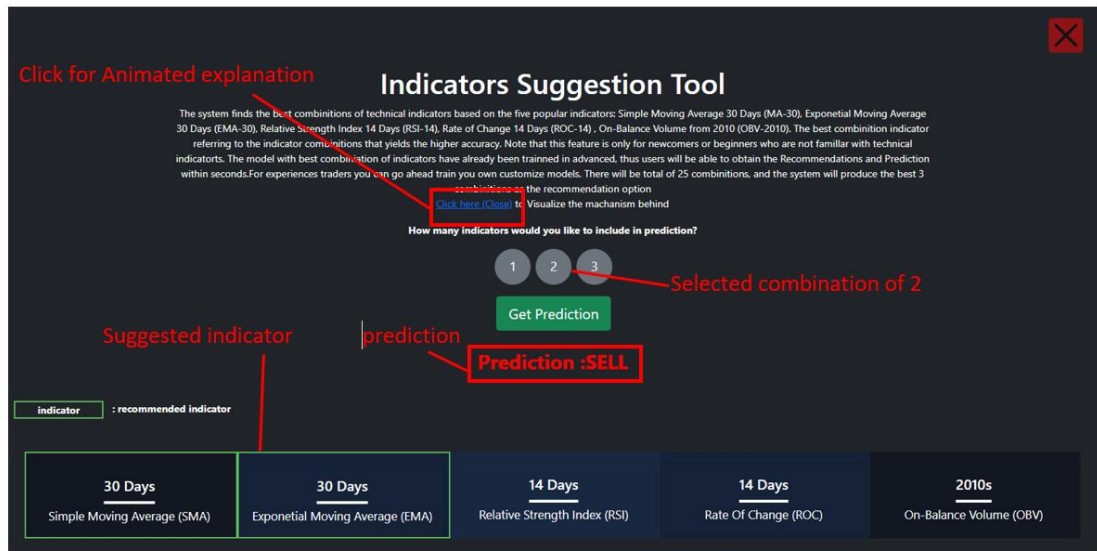 Click for Animated explanation
Indicators Suggestion Tool
The system finds the best combinitions of technical indicators based on the five popular indicators: Simple Moving Average 30 Days (MA-30), Exponetial Moving Average
30 Days (EMA-30), Relative Strength Index 14 Days (RSI-14), Rate of Change 14 Days (ROC-14) , On-Balance Volume from 2010 (OBV-2010). The best combinition indicator
referring to the indicator combinitions that yields the higher accuracy. Note that this feature is only for newcomers or beginners who are not famillar with technical
indicatorts. The model with best combiniation of indicators have already been trainned in advanced, thus users will be able to obtain the Recommendations and Prediction
within seconds.For experiences traders you can go ahead train you own customize models. There will be total of 25 combinitions, and the system will produce the best 3
combinitions as the recommendation option
Click here (Close) to Visualize the machanism behind
How many indicators would you like to include in prediction?
1 2 3
Selected combination of 2
Get Prediction
Suggested indicator
prediction
Prediction :SELL
indicator : recommended indicator
30 Days 30 Days 14 Days 14 Days 2010s
Simple Moving Average (SMA) Exponetial Moving Average (EMA) Relative Strength Index (RSI) Rate Of Change (ROC) On-Balance Volume (OBV)